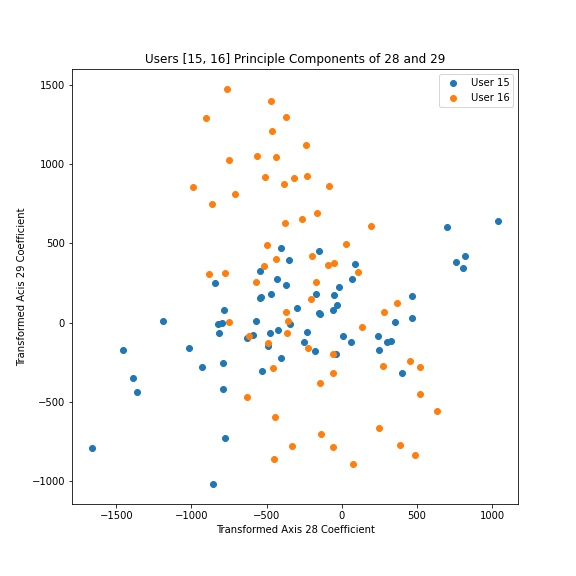 Users [15, 16] Principle Components of 28 and 29
User 15
User 16
1500
1000
500
0
−500
−1000
Transformed Acis 29 Coefficient
−1500
−1000
−500
0
500
1000
Transformed Axis 28 Coefficient